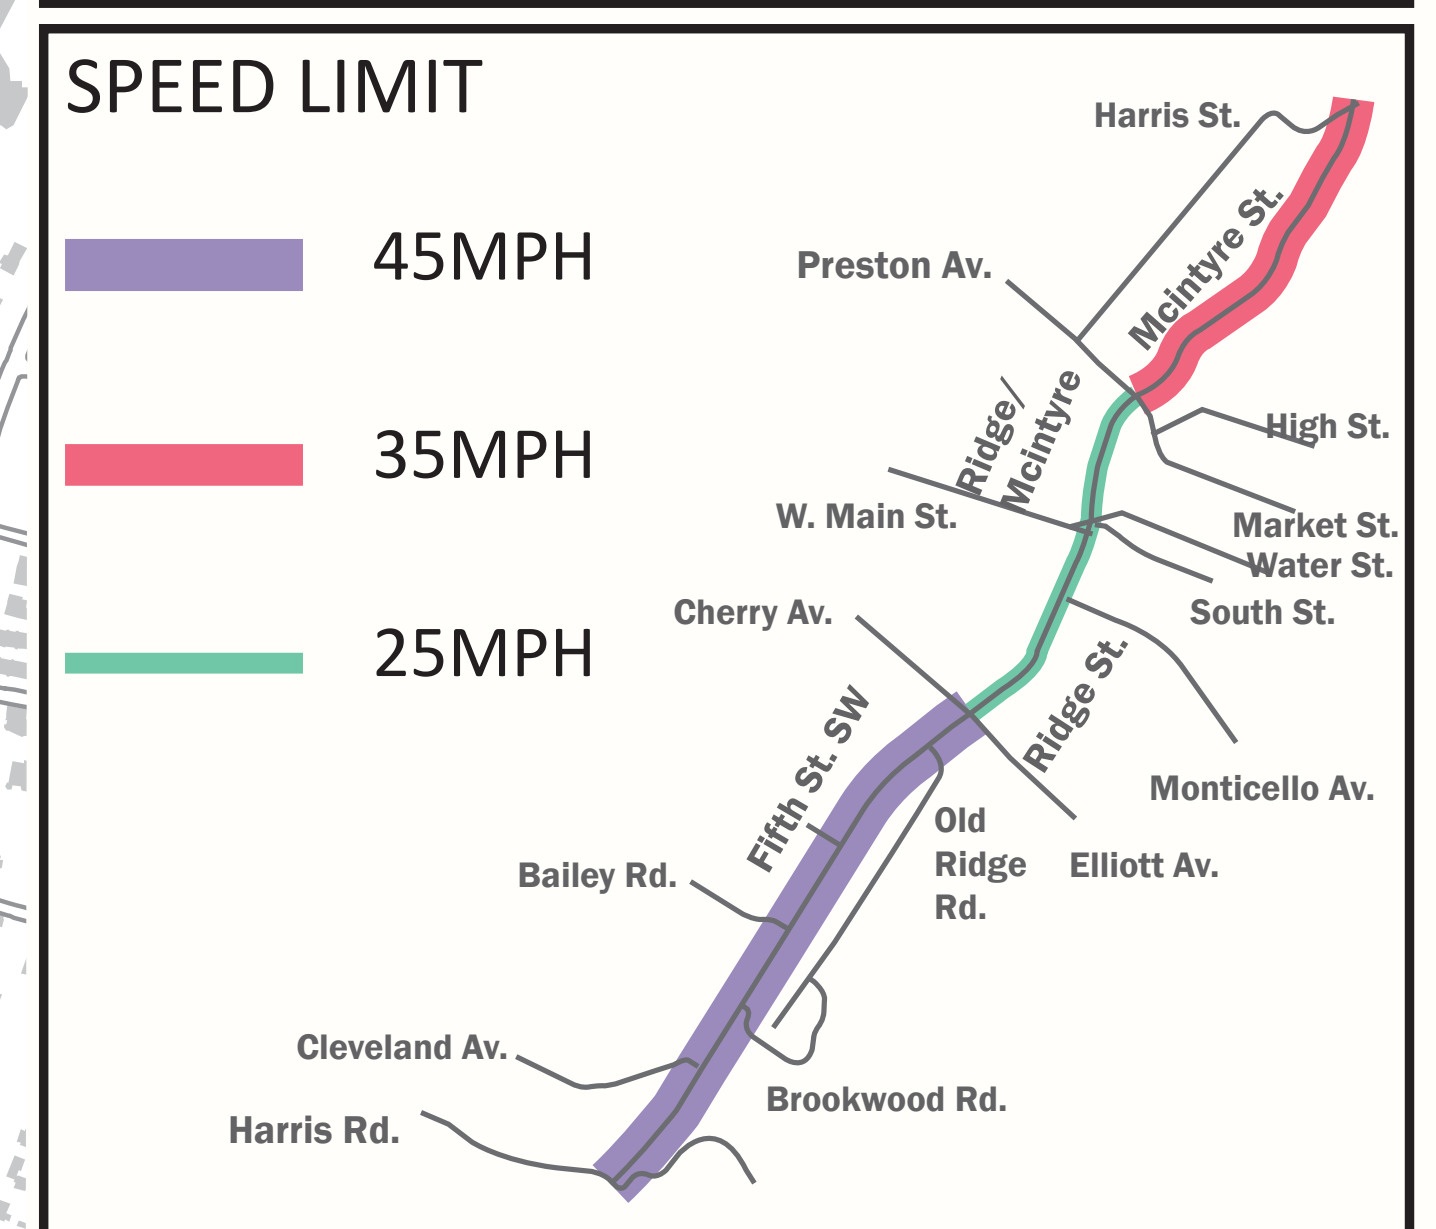 SPEED LIMIT
45MPH
35MPH
25MPH
Harris St.
Mcintyre St.
Preston Av.
Ridge/
Mcintyre
High St.
W. Main St.
Market St.
Water St.
South St.
Cherry Av.
Ridge St.
Fifth St. SW
Monticello Av.
Old
Ridge
Rd.
Elliott Av.
Bailey Rd.
Cleveland Av.
Brookwood Rd.
Harris Rd.